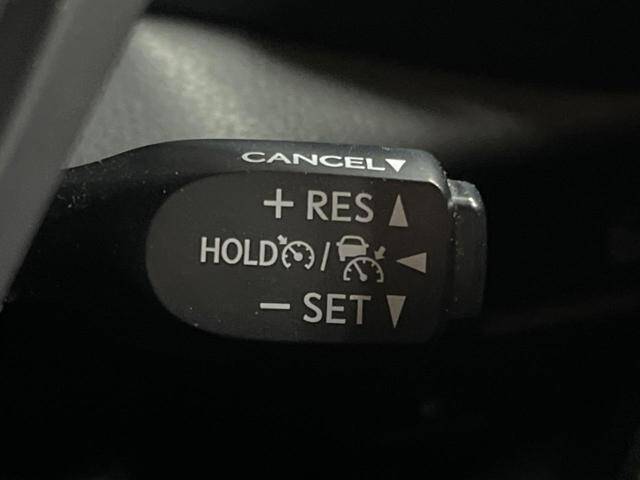 CANCEL▼
+ RES ▲
HOLD / ◀
− SET ▼